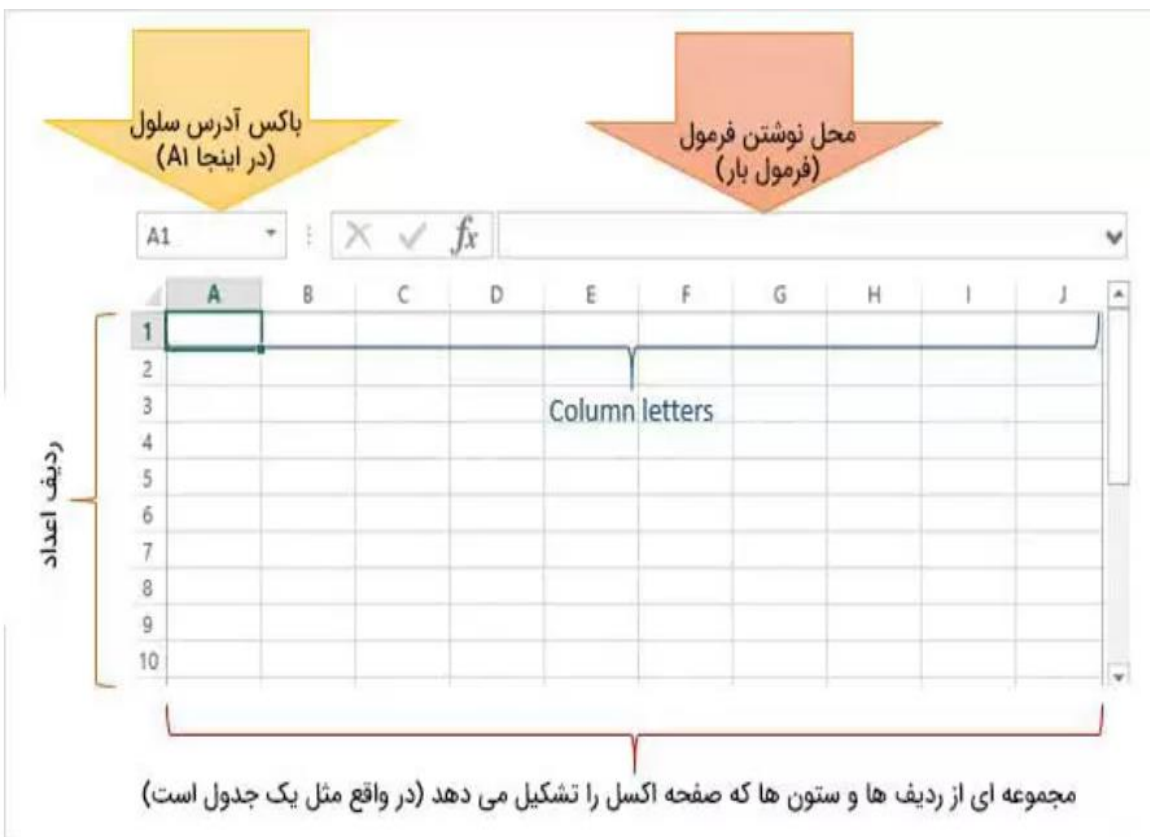 باکس آدرس سلول
(در اینجا A۱)
محل نوشتن فرمول
(فرمول بار)
A1
fx
A B C D E F G H I J
1
2
3
Column letters
4
5
6
7
8
9
10
ردیف اعداد
مجموعه ای از ردیف ها و ستون ها که صفحه اکسل را تشکیل می دهد (در واقع مثل یک جدول است)